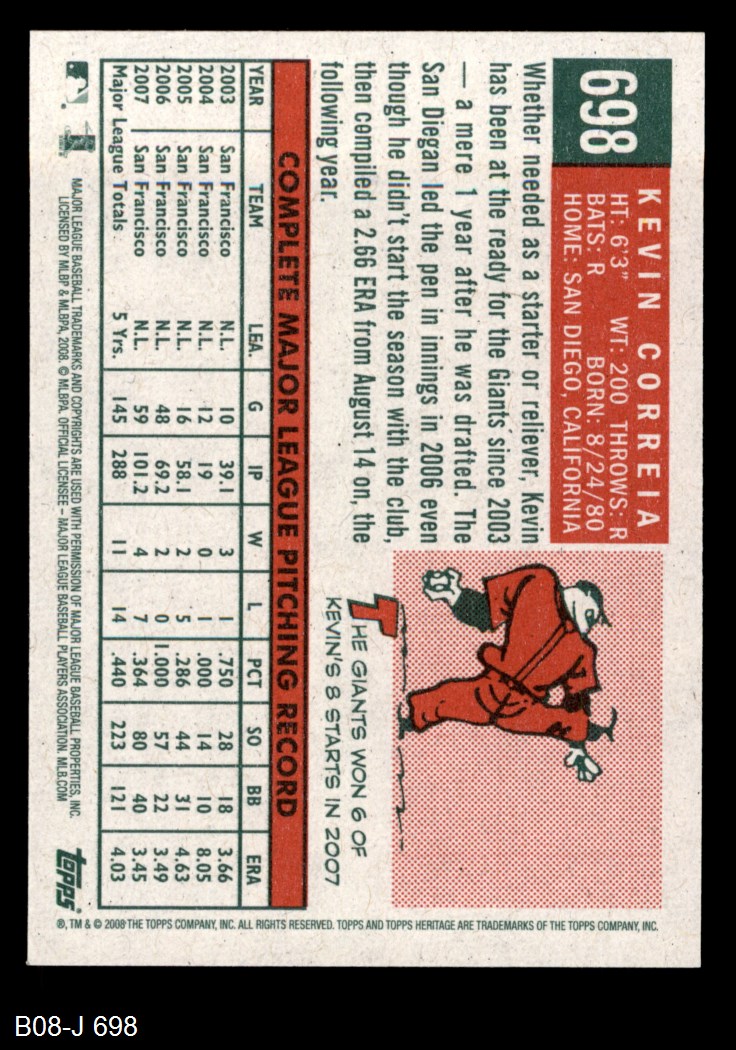 698
KEVIN CORREIA
HT: 6'3" WT: 200 THROWS: R
BATS: R BORN: 8/24/80
HOME: SAN DIEGO, CALIFORNIA
Whether needed as a starter or reliever, Kevin
has been at the ready for the Giants since 2003
— a mere 1 year after he was drafted. The
San Diegan led the pen in innings in 2006 even
though he didn't start the season with the club,
then compiled a 2.66 ERA from August 14 on, the
following year.
THE GIANTS WON 6 OF
KEVIN'S 8 STARTS IN 2007
COMPLETE MAJOR LEAGUE PITCHING RECORD
YEAR TEAM LEA. G IP W L PCT SO BB ERA
2003 San Francisco N.L. 10 39.1 3 1 .750 28 18 3.66
2004 San Francisco N.L. 12 19 0 1 .000 14 10 8.05
2005 San Francisco N.L. 16 58.1 2 5 .286 44 31 4.63
2006 San Francisco N.L. 48 69.2 2 0 1.000 57 22 3.49
2007 San Francisco N.L. 59 101.2 4 7 .364 80 40 3.45
Major League Totals 5 Yrs. 145 288 11 14 .440 223 121 4.03
MAJOR LEAGUE BASEBALL TRADEMARKS AND COPYRIGHTS ARE USED WITH PERMISSION OF MAJOR LEAGUE BASEBALL PROPERTIES, INC.
LICENSED BY MLBP & MLBPA, 2008. © MLBPA. OFFICIAL LICENSEE – MAJOR LEAGUE BASEBALL PLAYERS ASSOCIATION. MLB.COM
topps®
®, TM & © 2008 THE TOPPS COMPANY, INC. ALL RIGHTS RESERVED. TOPPS AND TOPPS HERITAGE ARE TRADEMARKS OF THE TOPPS COMPANY, INC.
B08-J 698